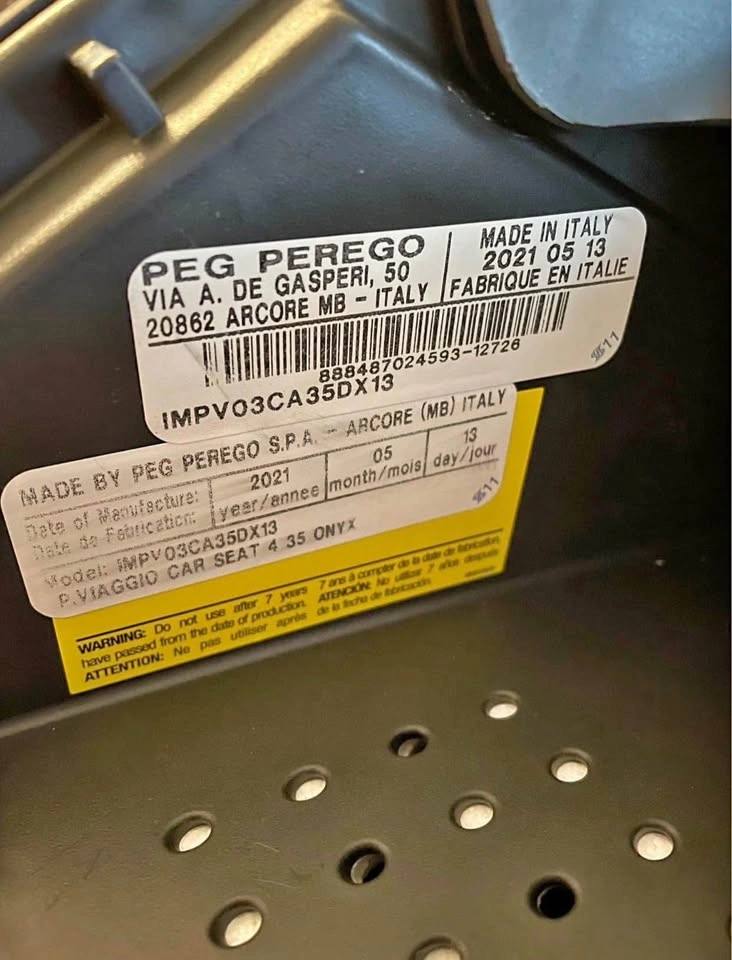 PEG PEREGO
VIA A. DE GASPERI, 50
20862 ARCORE MB - ITALY
MADE IN ITALY
2021 05 13
FABRIQUE EN ITALIE
888487024593-12726
IMPV03CA35DX13
MADE BY PEG PEREGO S.P.A. - ARCORE (MB) ITALY
Date of Manufacture:
Date de Fabrication:
2021
year/annee
05
month/mois
13
day/jour
Model: IMPV03CA35DX13
P.VIAGGIO CAR SEAT 4 35 ONYX
WARNING: Do not use after 7 years
have passed from the date of production.
ATTENTION: Ne pas utiliser après
7 ans à compter de la date de fabrication.
ATENCIÓN: No utilizar 7 años después
de la fecha de fabricación.